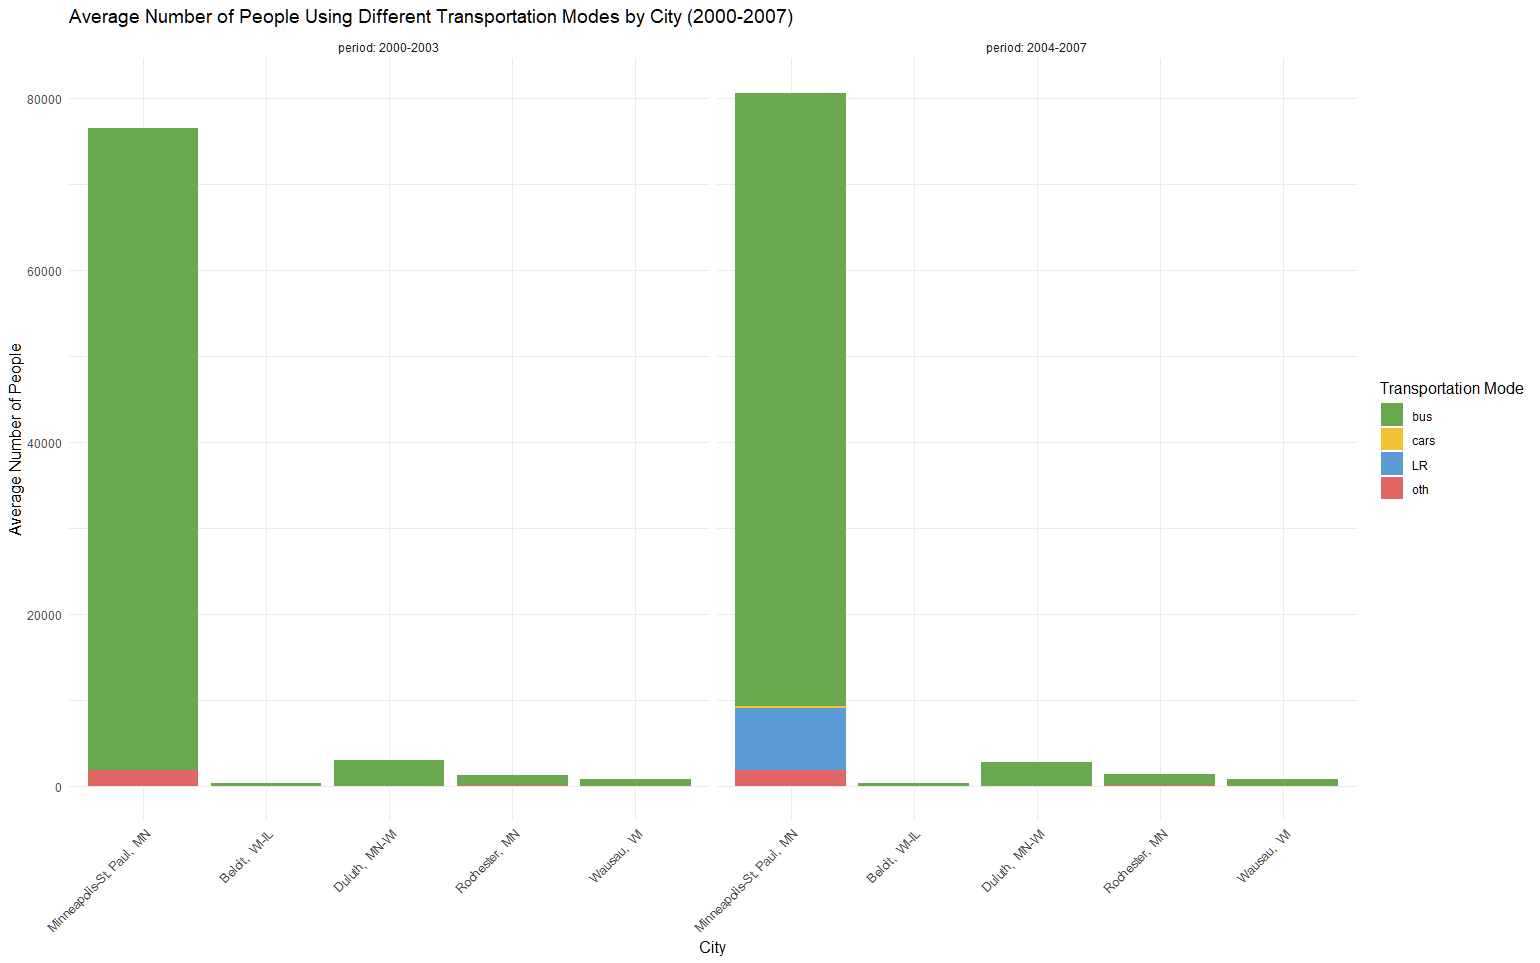 Average Number of People Using Different Transportation Modes by City (2000-2007)
period: 2000-2003
period: 2004-2007
Average Number of People
80000
60000
40000
20000
0
Transportation Mode
bus
cars
LR
oth
Minneapolis-St. Paul, MN
Beloit, WI-IL
Duluth, MN-WI
Rochester, MN
Wausau, WI
Minneapolis-St. Paul, MN
Beloit, WI-IL
Duluth, MN-WI
Rochester, MN
Wausau, WI
City